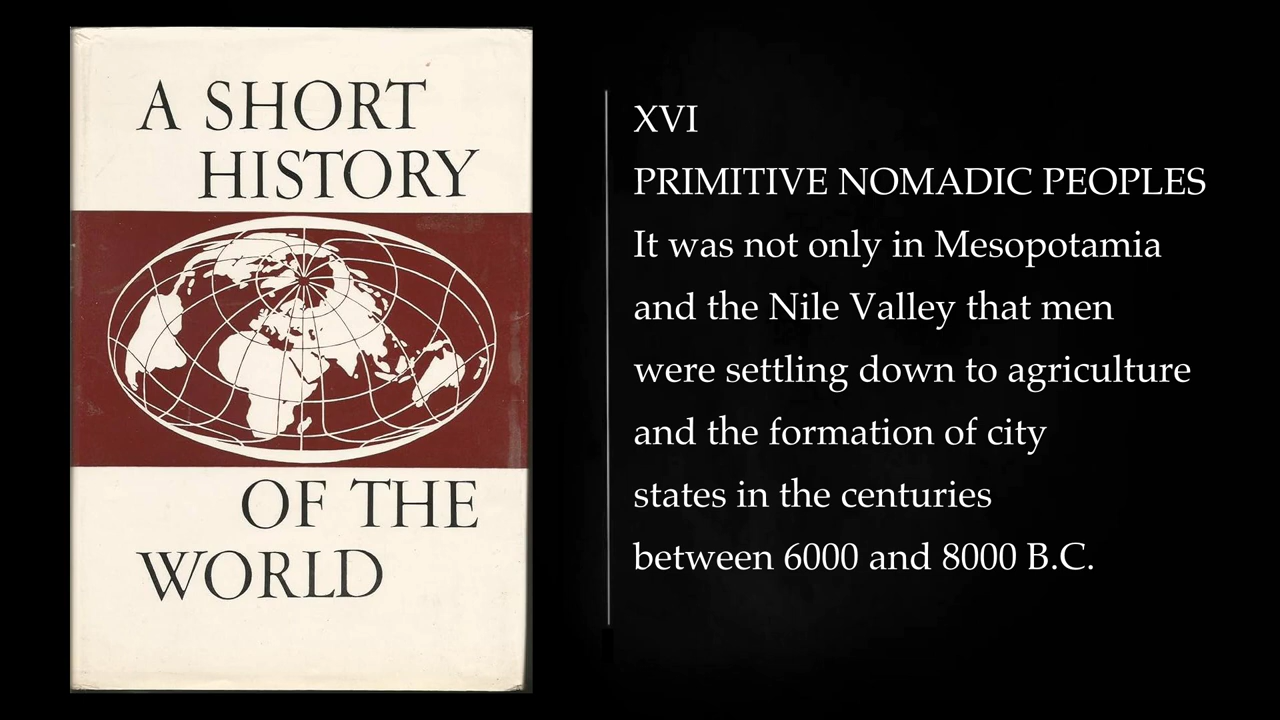 A SHORT
HISTORY
OF THE
WORLD
XVI
PRIMITIVE NOMADIC PEOPLES
It was not only in Mesopotamia
and the Nile Valley that men
were settling down to agriculture
and the formation of city
states in the centuries
between 6000 and 8000 B.C.